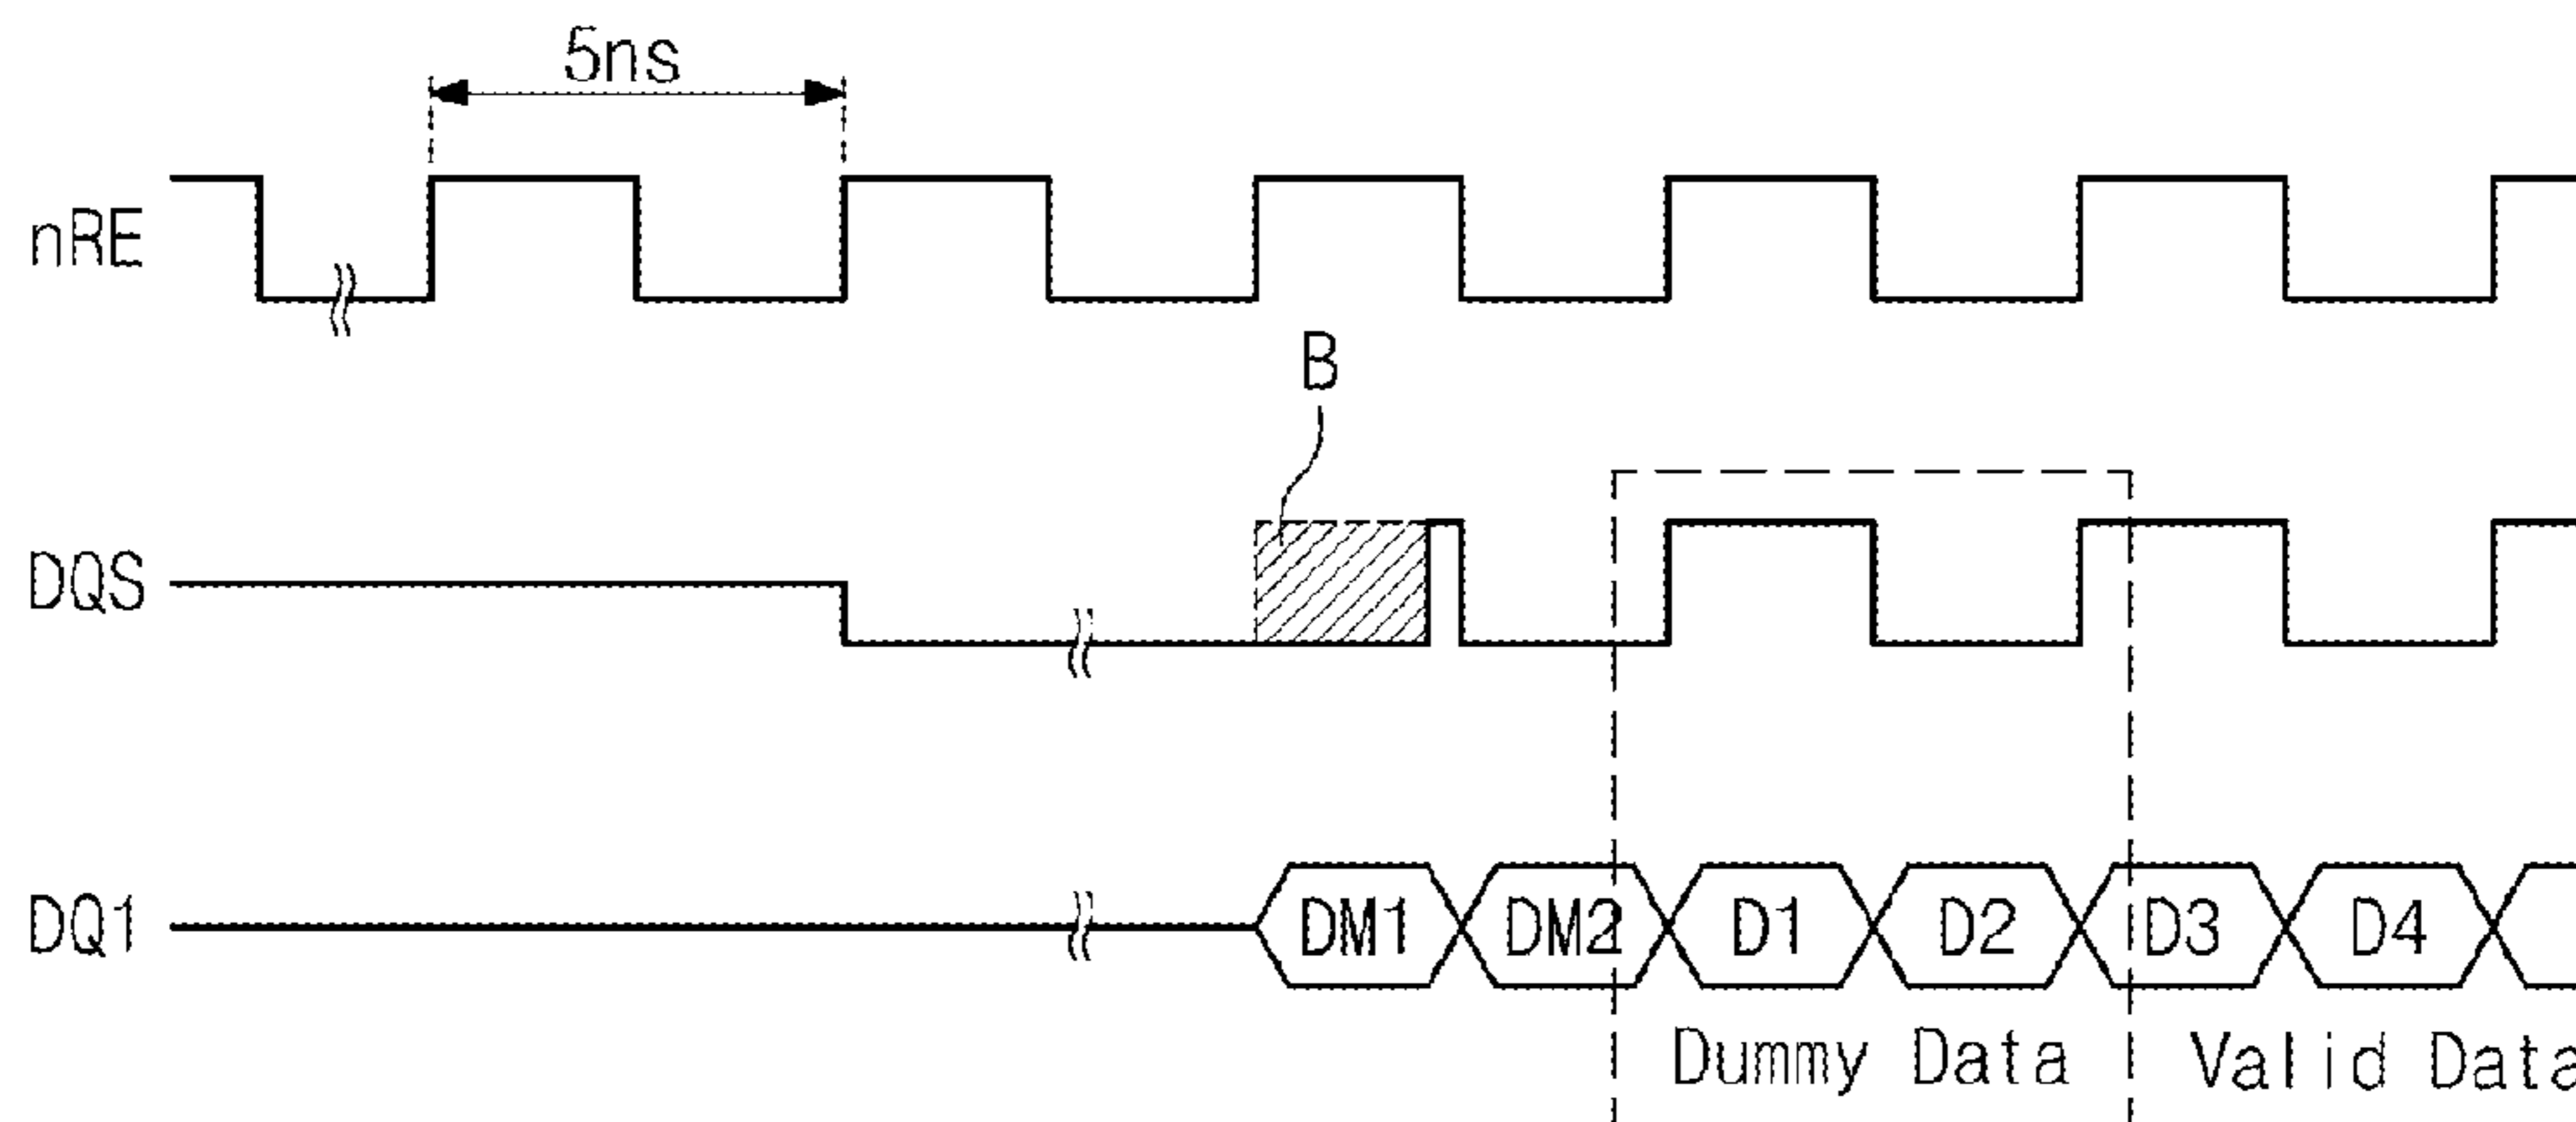 5ns
nRE
B
DQS
DQ1 DM1 DM2 D1 D2 D3 D4
Dummy Data Valid Data